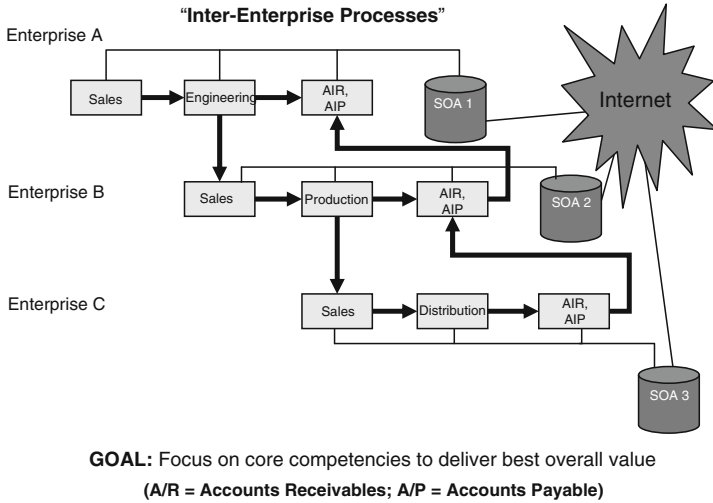 “Inter-Enterprise Processes”
Enterprise A
Sales
Engineering
AIR,
AIP
SOA 1
Internet
Enterprise B
Sales
Production
AIR,
AIP
SOA 2
Enterprise C
Sales
Distribution
AIR,
AIP
SOA 3
GOAL: Focus on core competencies to deliver best overall value
(A/R = Accounts Receivables; A/P = Accounts Payable)